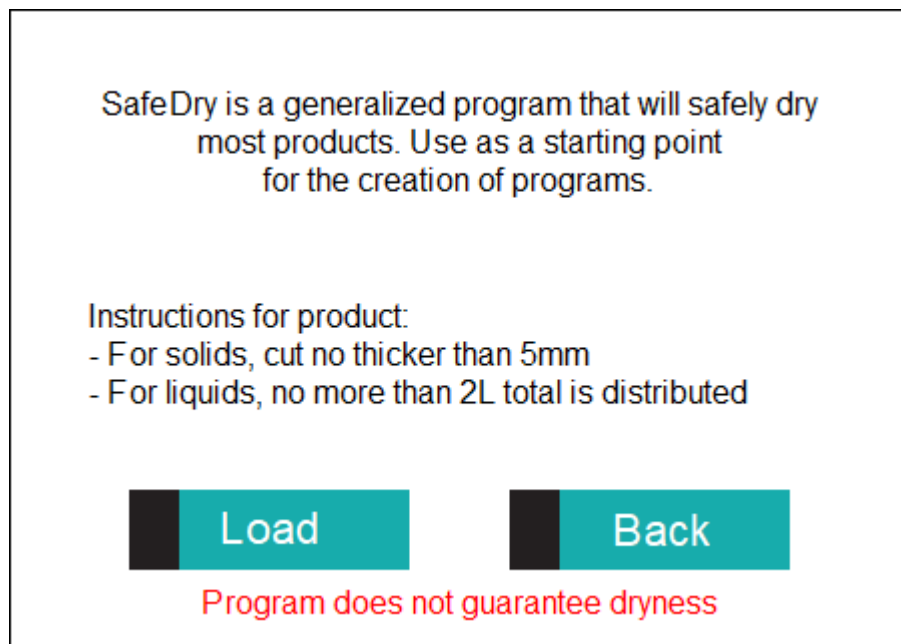 SafeDry is a generalized program that will safely dry
most products. Use as a starting point
for the creation of programs.
Instructions for product:
- For solids, cut no thicker than 5mm
- For liquids, no more than 2L total is distributed
Load
Back
Program does not guarantee dryness